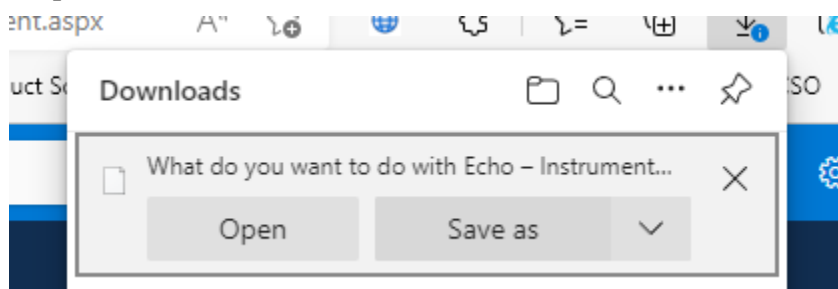 ent.aspx
uct Sc
Downloads
SO
What do you want to do with Echo – Instrument...
Open
Save as